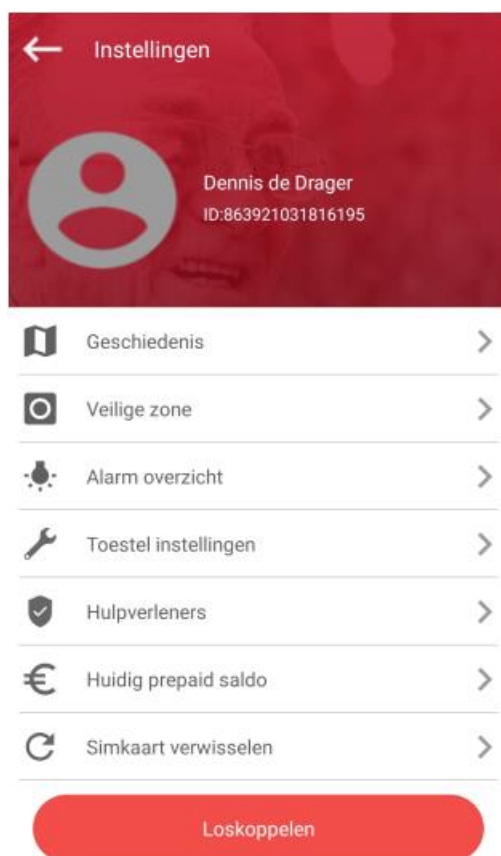 Instellingen
Dennis de Drager
ID:863921031816195
Geschiedenis
Veilige zone
Alarm overzicht
Toestel instellingen
Hulpverleners
Huidig prepaid saldo
Simkaart verwisselen
Loskoppelen